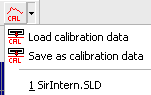 CAL
Load calibration data
Save as calibration data
1 SirIntern.SLD